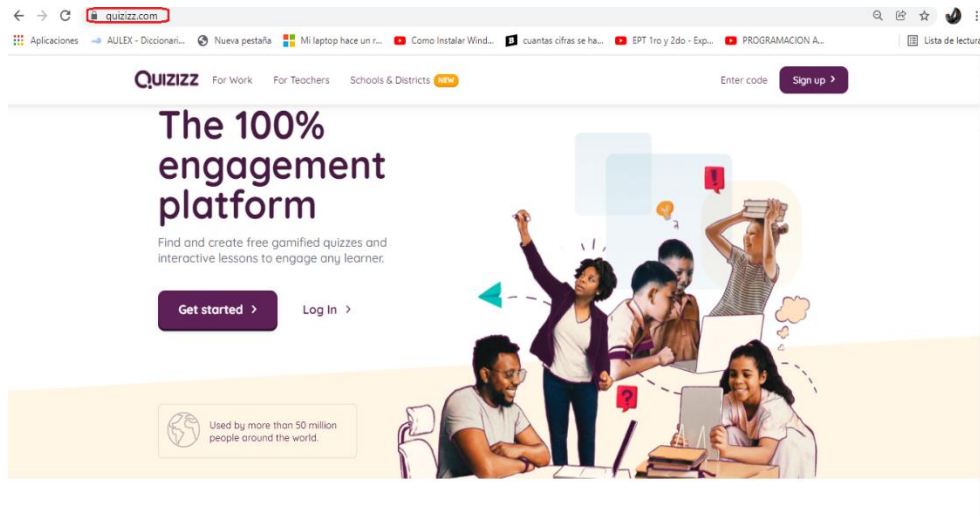 quizizz.com
Aplicaciones AULEX - Diccionari... Nueva pestaña Mi laptop hace un r... Como Instalar Wind... cuantas cifras se ha... EPT 1ro y 2do - Exp... PROGRAMACION A... Lista de lectura
QUIZIZZ For Work For Teachers Schools & Districts NEW Enter code Sign up >
The 100%
engagement
platform
Find and create free gamified quizzes and
interactive lessons to engage any learner.
Get started > Log In >
Used by more than 50 million
people around the world.